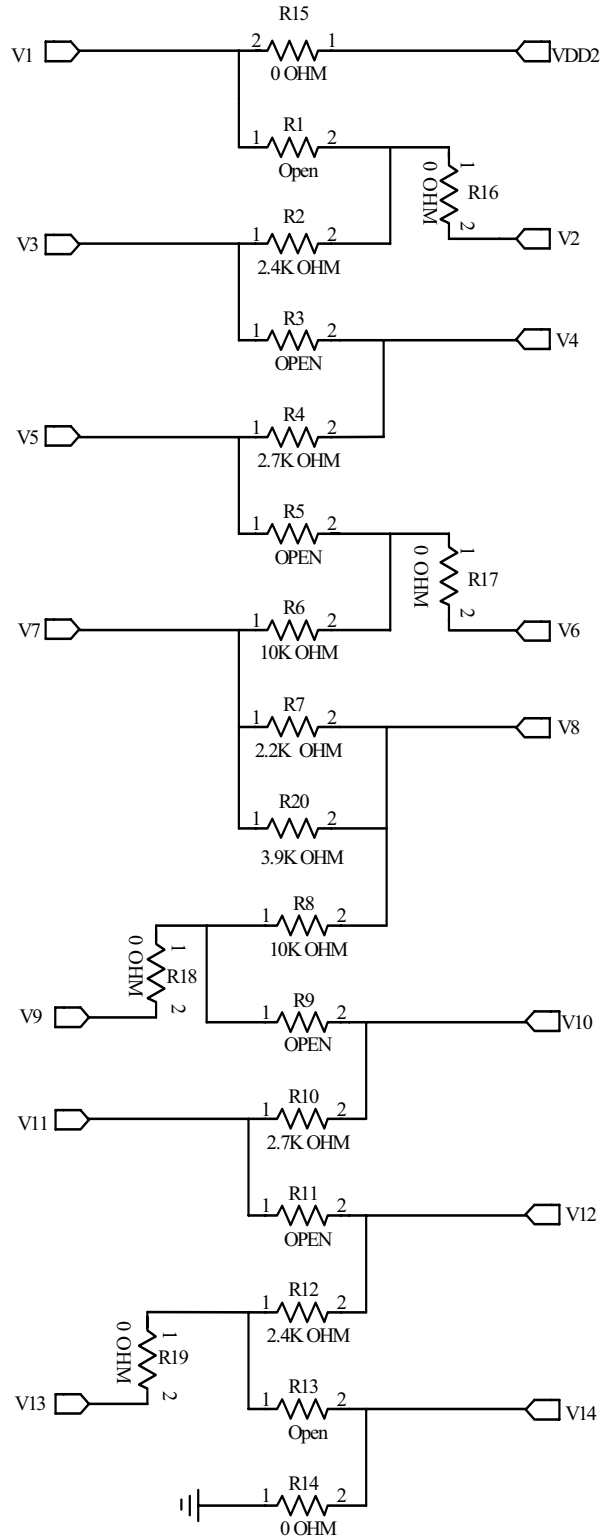 R15
V1 2 1 VDD2
0 OHM
R1
1 2
Open
1
R16
0 OHM
2
V2
R2
V3 1 2
2.4K OHM
R3
1 2 V4
OPEN
R4
V5 1 2
2.7K OHM
R5
1 2
OPEN
1
R17
0 OHM
2
V6
R6
V7 1 2
10K OHM
R7
1 2 V8
2.2K OHM
R20
1 2
3.9K OHM
R8
1 2
10K OHM
1
R18
0 OHM
2
V9
R9
1 2 V10
OPEN
R10
V11 1 2
2.7K OHM
R11
1 2 V12
OPEN
R12
1 2
2.4K OHM
1
R19
0 OHM
2
V13
R13
1 2 V14
Open
R14
1 2
0 OHM